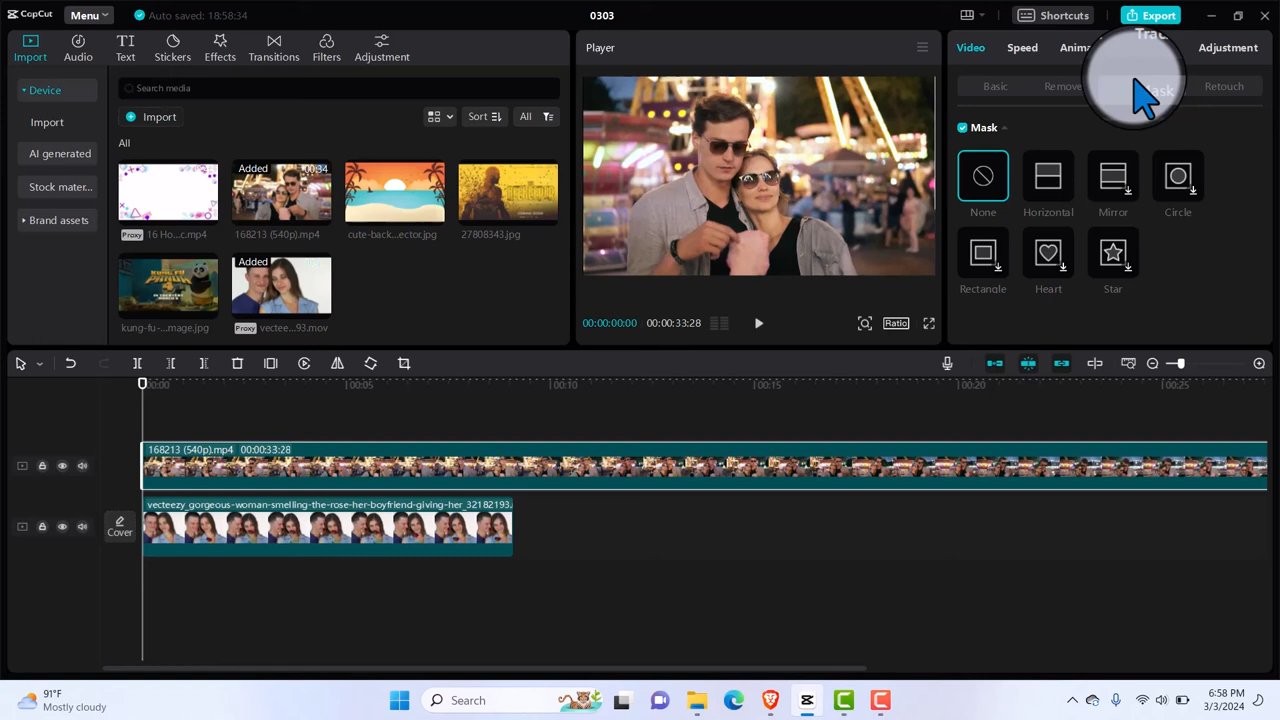 CapCut
Menu
Auto saved: 18:58:34
0303
Shortcuts
Export
Import
Audio
Text
Stickers
Effects
Transitions
Filters
Adjustment
Device
Import
AI generated
Stock mater...
Brand assets
Search media
Import
Sort
All
All
Added
00:34
16 Ho...c.mp4
Proxy
168213 (540p).mp4
cute-back...ector.jpg
27808343.jpg
Added
kung-fu-...mage.jpg
Proxy
vectee...93.mov
Player
00:00:00:00
00:00:33:28
Ratio
Video
Speed
Anima
Trac
Adjustment
Basic
Remove
Mask
Retouch
Mask
None
Horizontal
Mirror
Circle
Rectangle
Heart
Star
00:00
00:05
00:10
00:15
00:20
00:25
168213 (540p).mp4 00:00:33:28
Cover
vecteezy_gorgeous-woman-smelling-the-rose-her-boyfriend-giving-her_32182193.
91°F
Mostly cloudy
Search
6:58 PM
3/3/2024